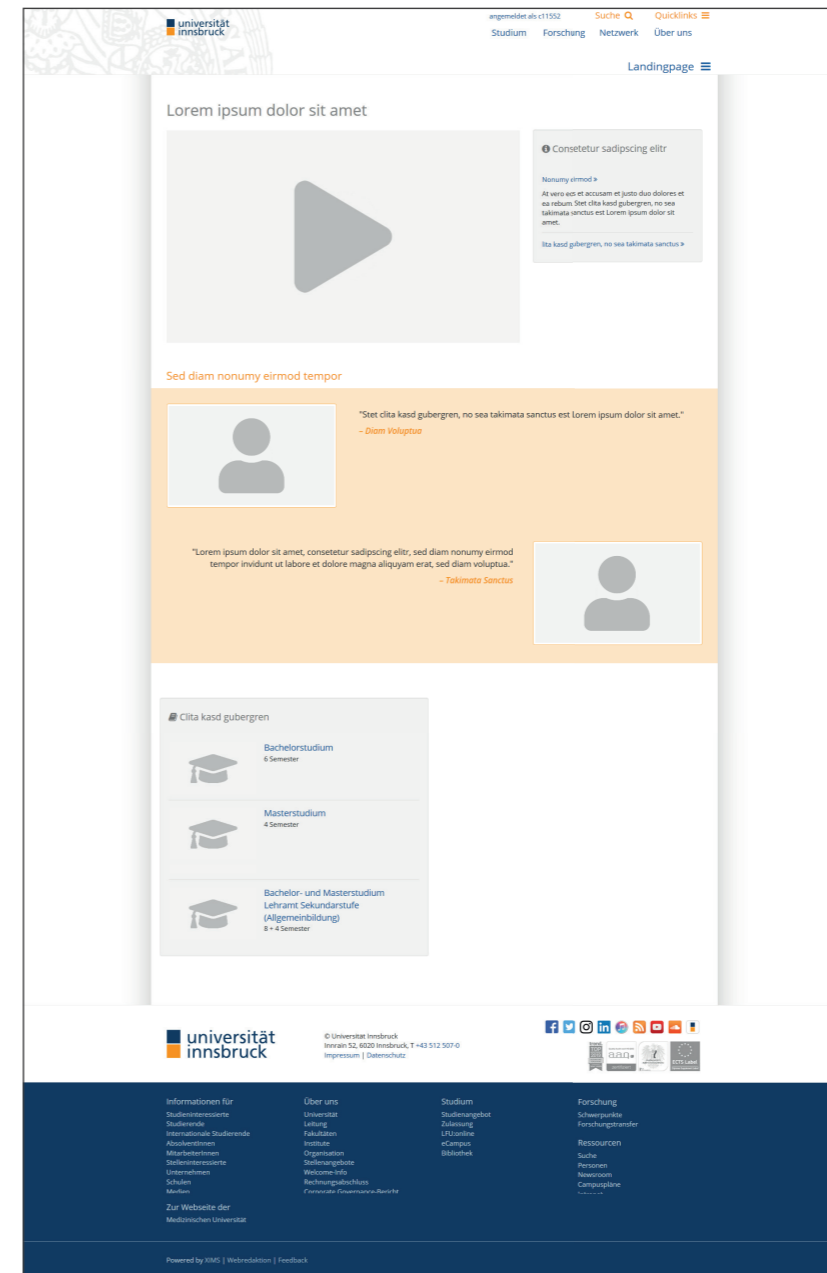 universität
innsbruck
angemeldet als c11552
Suche
Quicklinks
Studium Forschung Netzwerk Über uns
Landingpage
Lorem ipsum dolor sit amet
Consetetur sadipscing elitr
Nonumy eirmod »
At vero eos et accusam et justo duo dolores et
ea rebum. Stet clita kasd gubergren, no sea
takimata sanctus est Lorem ipsum dolor sit
amet.
lita kasd gubergren, no sea takimata sanctus »
Sed diam nonumy eirmod tempor
"Stet clita kasd gubergren, no sea takimata sanctus est Lorem ipsum dolor sit amet."
– Diam Voluptua
"Lorem ipsum dolor sit amet, consetetur sadipscing elitr, sed diam nonumy eirmod
tempor invidunt ut labore et dolore magna aliquyam erat, sed diam voluptua."
– Takimata Sanctus
Clita kasd gubergren
Bachelorstudium
6 Semester
Masterstudium
4 Semester
Bachelor- und Masterstudium
Lehramt Sekundarstufe
(Allgemeinbildung)
8 + 4 Semester
universität
innsbruck
© Universität Innsbruck
Innrain 52, 6020 Innsbruck, T +43 512 507-0
Impressum | Datenschutz
a.a.q.
ECTS Label
Informationen für
Studieninteressierte
Studierende
Internationale Studierende
AbsolventInnen
MitarbeiterInnen
Stelleninteressierte
Unternehmen
Schulen
Medien
Zur Webseite der
Medizinischen Universität
Über uns
Universität
Leitung
Fakultäten
Institute
Organisation
Stellenangebote
Welcome-Info
Rechnungsabschluss
Corporate Governance-Bericht
Studium
Studienangebot
Zulassung
LFU:online
eCampus
Bibliothek
Forschung
Schwerpunkte
Forschungstransfer
Ressourcen
Suche
Personen
Newsroom
Campuspläne
Powered by XIMS | Webredaktion | Feedback